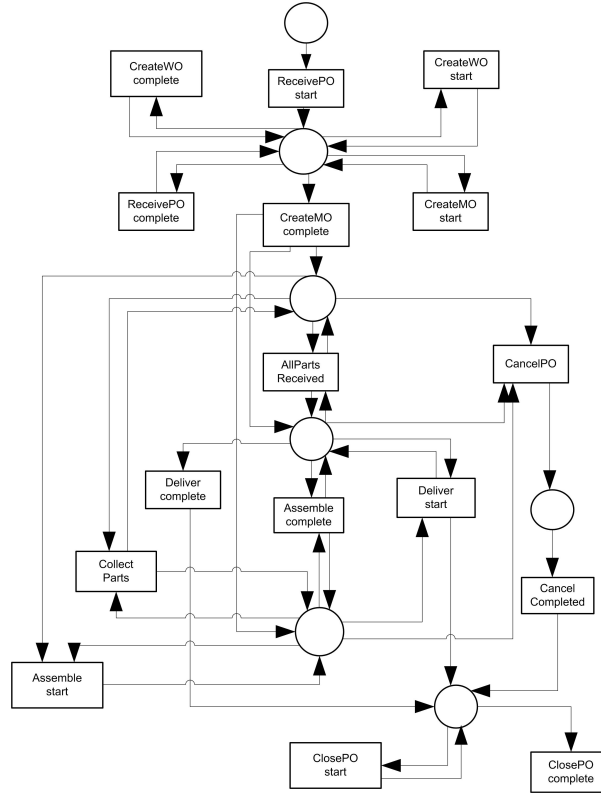 CreateWO
complete
CreateWO
start
ReceivePO
start
ReceivePO
complete
CreateMO
start
CreateMO
complete
AllParts
Received
CancelPO
Deliver
complete
Deliver
start
Assemble
complete
Collect
Parts
Cancel
Completed
Assemble
start
ClosePO
start
ClosePO
complete